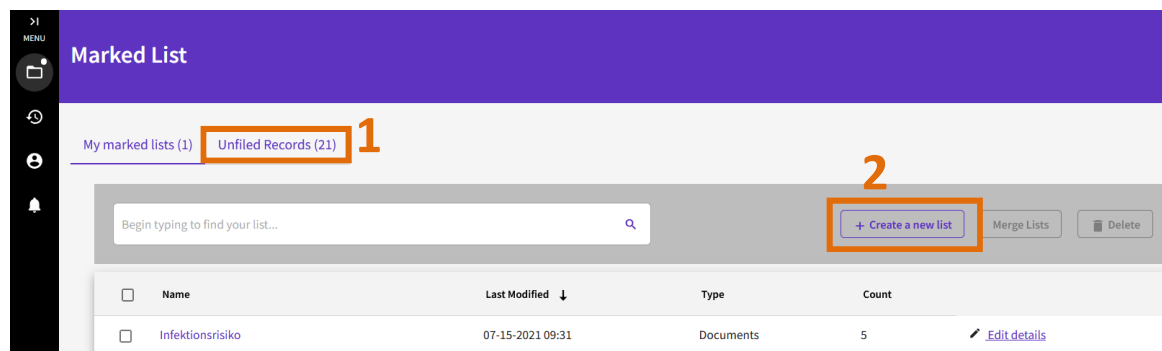 MENU
Marked List
My marked lists (1) Unfiled Records (21) 1
2
Begin typing to find your list... + Create a new list Merge Lists Delete
Name Last Modified ↓ Type Count
Infektionsrisiko 07-15-2021 09:31 Documents 5 Edit details